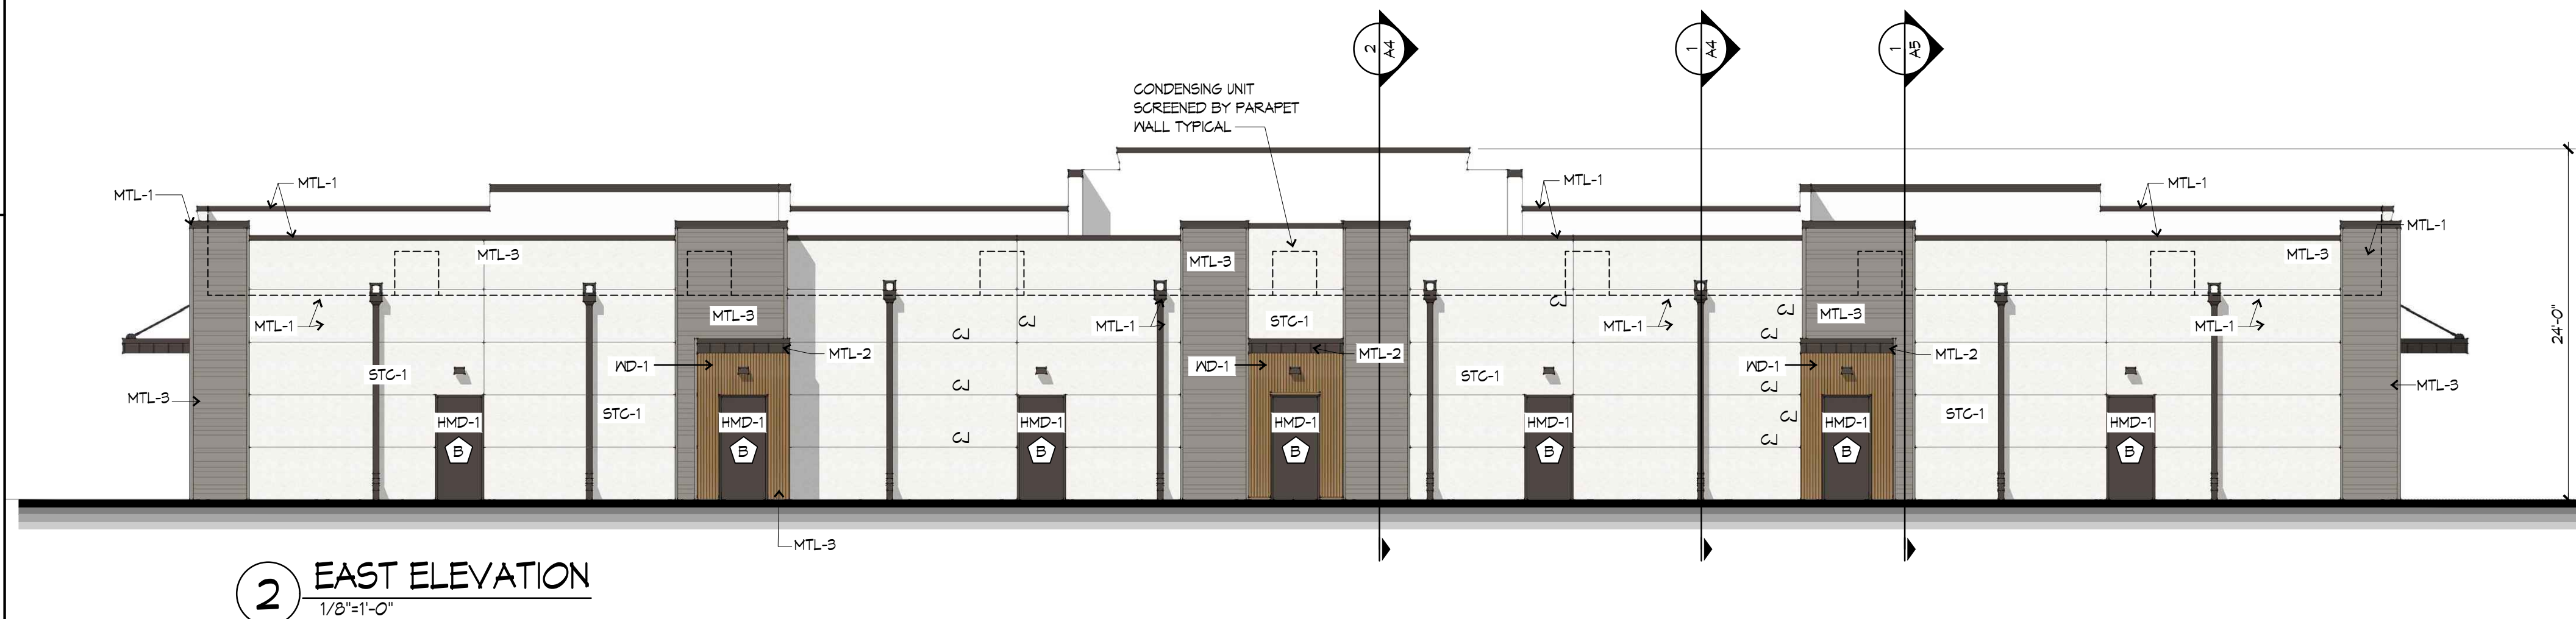 2
A4
1
A4
1
A5
CONDENSING UNIT
SCREENED BY PARAPET
WALL TYPICAL
MTL-1
MTL-1
MTL-1
MTL-1
MTL-1
MTL-3
MTL-3
MTL-3
MTL-1
MTL-3
MTL-1
STC-1
CJ
CJ
CJ
MTL-1
MTL-3
MTL-1
24'-0"
CJ
CJ
MTL-2
MTL-2
MTL-2
WD-1
WD-1
WD-1
STC-1
STC-1
CJ
CJ
MTL-3
MTL-3
STC-1
STC-1
CJ
HMD-1
HMD-1
HMD-1
HMD-1
HMD-1
HMD-1
HMD-1
CJ
CJ
B
B
B
B
B
B
B
MTL-3
2
EAST ELEVATION
1/8"=1'-0"